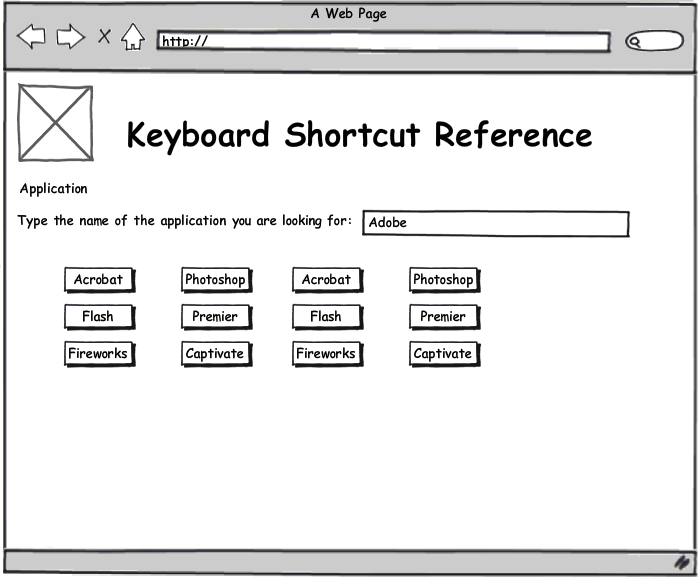 A Web Page
http://
Keyboard Shortcut Reference
Application
Type the name of the application you are looking for: Adobe
Acrobat Photoshop Acrobat Photoshop
Flash Premier Flash Premier
Fireworks Captivate Fireworks Captivate